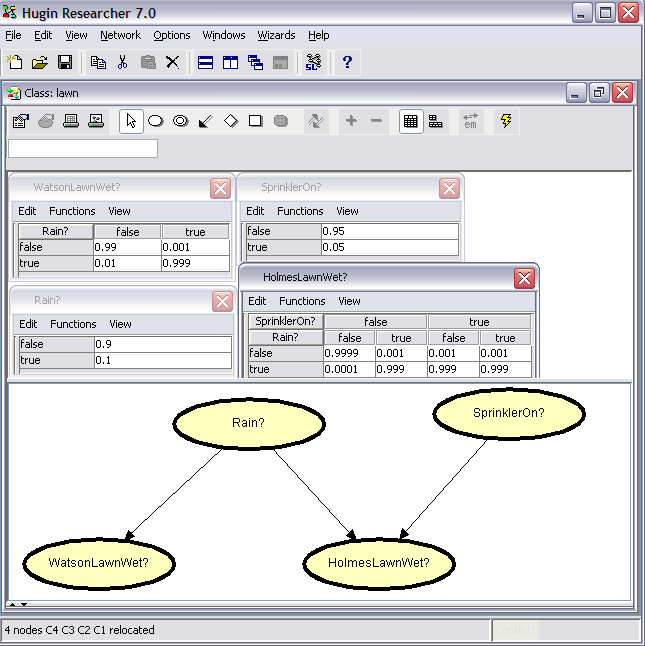 Hugin Researcher 7.0
File Edit View Network Options Windows Wizards Help
SL ?
Class: lawn
em
WatsonLawnWet?
Edit Functions View
Rain? false true
false 0.99 0.001
true 0.01 0.999
SprinklerOn?
Edit Functions View
false 0.95
true 0.05
Rain?
Edit Functions View
false 0.9
true 0.1
HolmesLawnWet?
Edit Functions View
SprinklerOn? false true
Rain? false true false true
false 0.9999 0.001 0.001 0.001
true 0.0001 0.999 0.999 0.999
Rain?
SprinklerOn?
WatsonLawnWet?
HolmesLawnWet?
4 nodes C4 C3 C2 C1 relocated